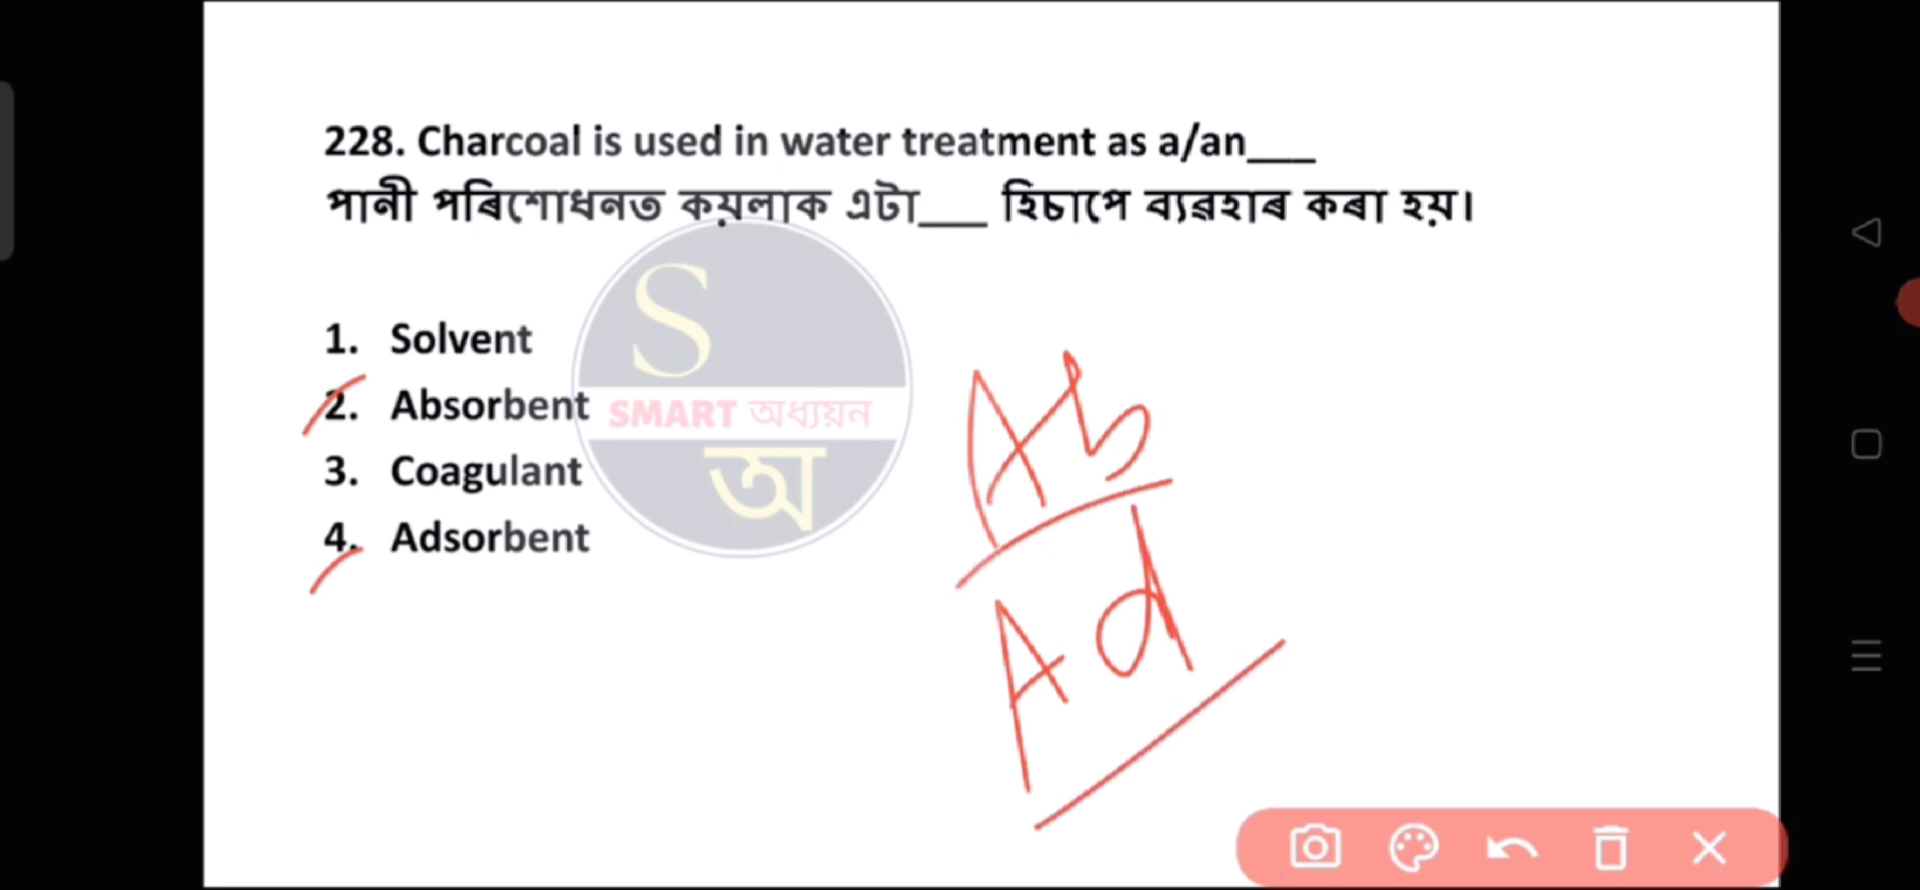 228. Charcoal is used in water treatment as a/an___
পানী পৰিশোধনত কয়লাক এটা___ হিচাপে ব্যৱহাৰ কৰা হয়।
1. Solvent
2. Absorbent
3. Coagulant
4. Adsorbent
S
SMART অধ্যয়ন
অ
Ab
Ad